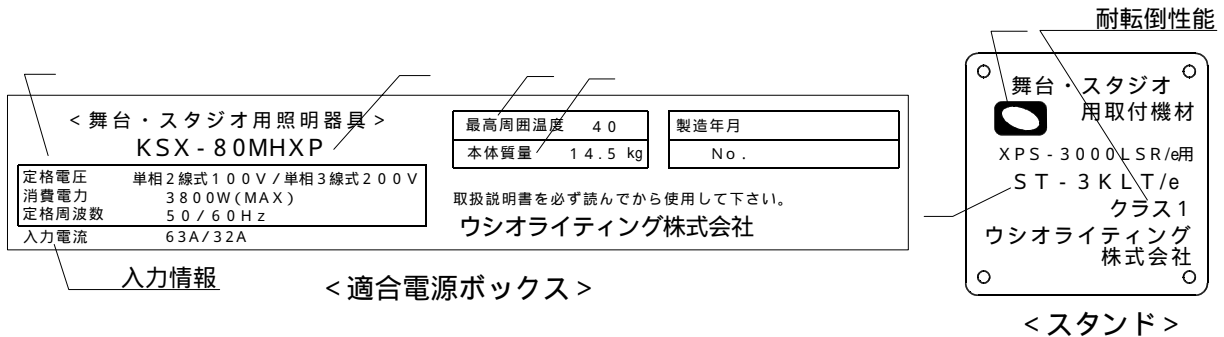 耐転倒性能
<舞台・スタジオ用照明器具>
KSX-80MHXP
定格電圧 単相2線式100V/単相3線式200V
消費電力 3800W(MAX)
定格周波数 50/60Hz
入力電流 63A/32A
入力情報
最高周囲温度 40
本体質量 14.5 kg
製造年月
No.
取扱説明書を必ず読んでから使用して下さい。
ウシオライティング株式会社
<適合電源ボックス>
舞台・スタジオ
用取付機材
XPS-3000LSR/e用
ST-3KLT/e
クラス1
ウシオライティング
株式会社
<スタンド>